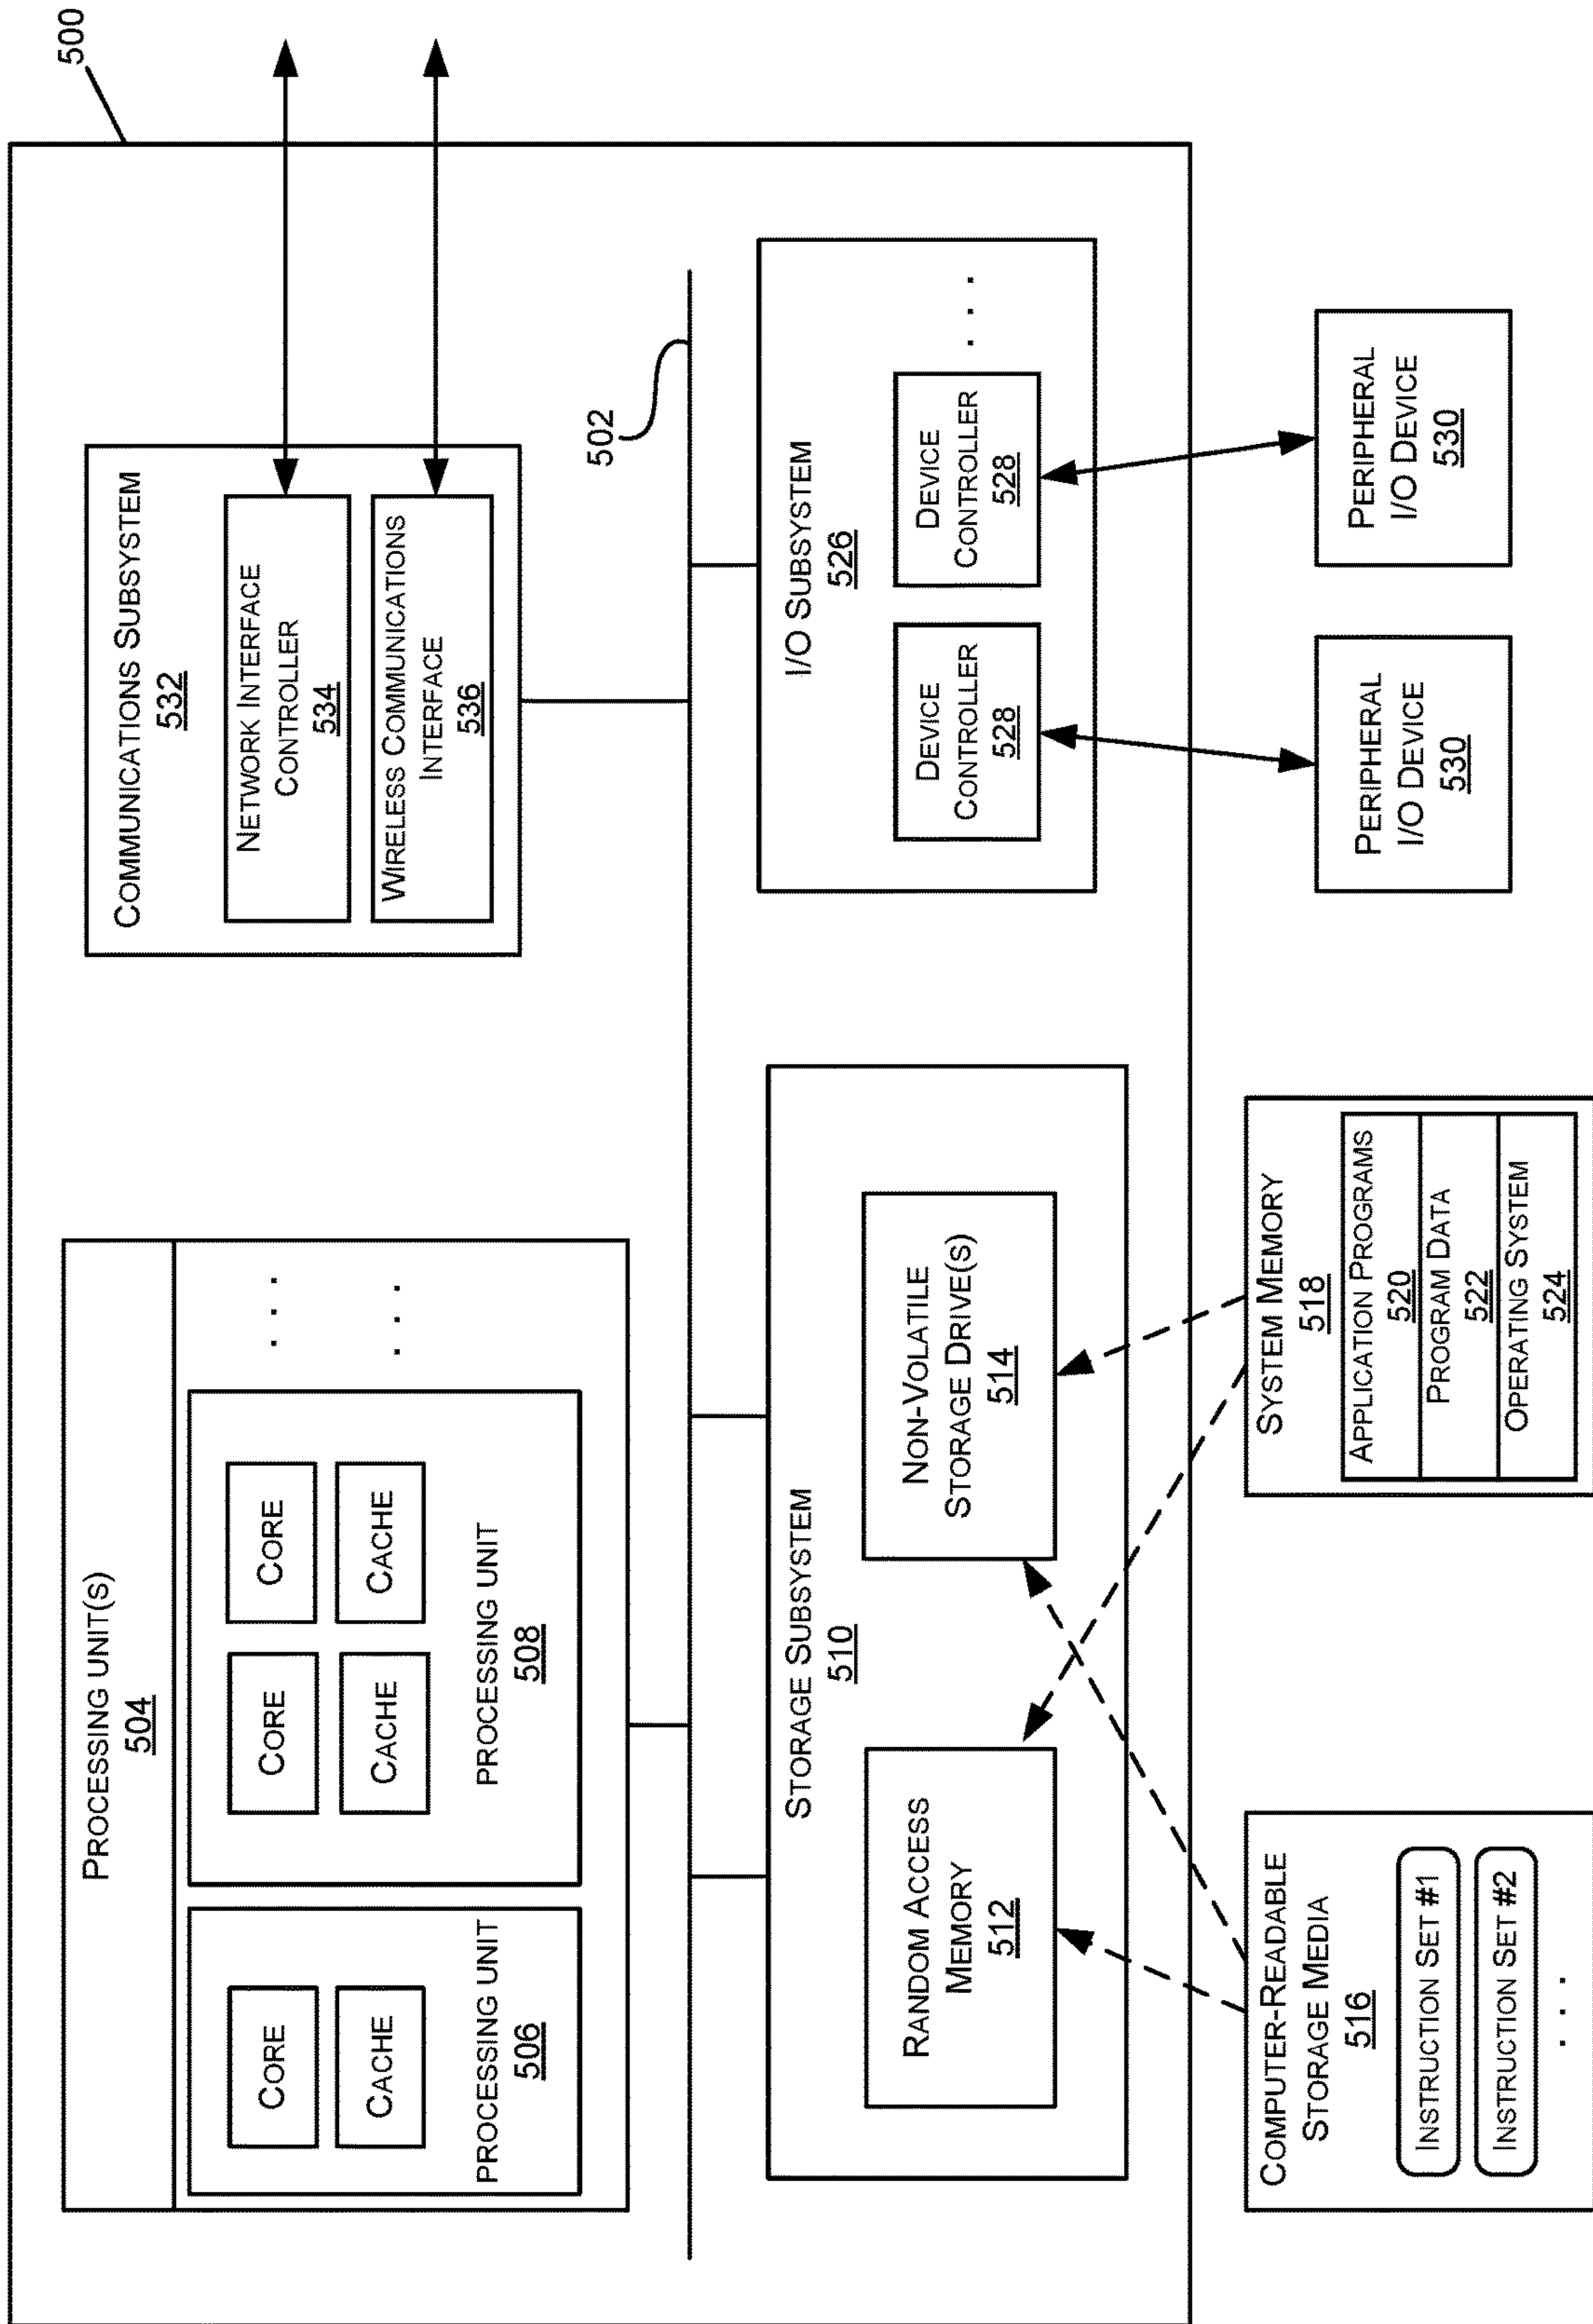 500
PROCESSING UNIT(S)
504
CORE
CACHE
PROCESSING UNIT
506
CORE
CORE
CACHE
CACHE
PROCESSING UNIT
508
. . .
. . .
COMMUNICATIONS SUBSYSTEM
532
NETWORK INTERFACE
CONTROLLER
534
WIRELESS COMMUNICATIONS
INTERFACE
536
502
STORAGE SUBSYSTEM
510
RANDOM ACCESS
MEMORY
512
NON-VOLATILE
STORAGE DRIVE(S)
514
I/O SUBSYSTEM
526
DEVICE
CONTROLLER
528
DEVICE
CONTROLLER
528
. . .
COMPUTER-READABLE
STORAGE MEDIA
516
INSTRUCTION SET #1
INSTRUCTION SET #2
. . .
SYSTEM MEMORY
518
APPLICATION PROGRAMS
520
PROGRAM DATA
522
OPERATING SYSTEM
524
PERIPHERAL
I/O DEVICE
530
PERIPHERAL
I/O DEVICE
530